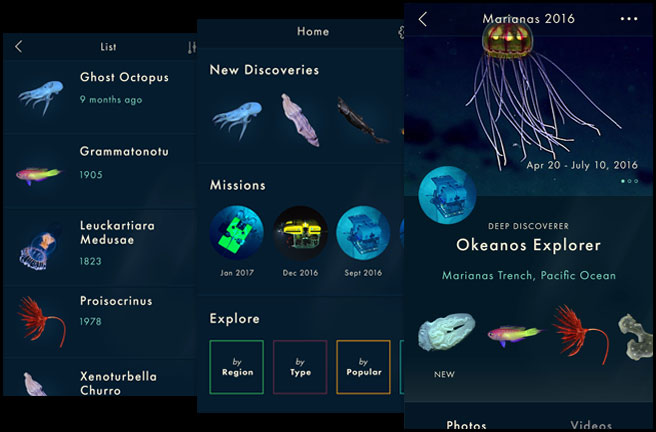 List
Ghost Octopus
9 months ago
Grammatonotu
1905
Leuckartiara
Medusae
1823
Proisocrinus
1978
Xenoturbella
Churro
Home
New Discoveries
Missions
Jan 2017
Dec 2016
Sept 2016
Explore
by
Region
by
Type
by
Popular
Marianas 2016
Apr 20 - July 10, 2016
DEEP DISCOVERER
Okeanos Explorer
Marianas Trench, Pacific Ocean
NEW
Photos
Videos